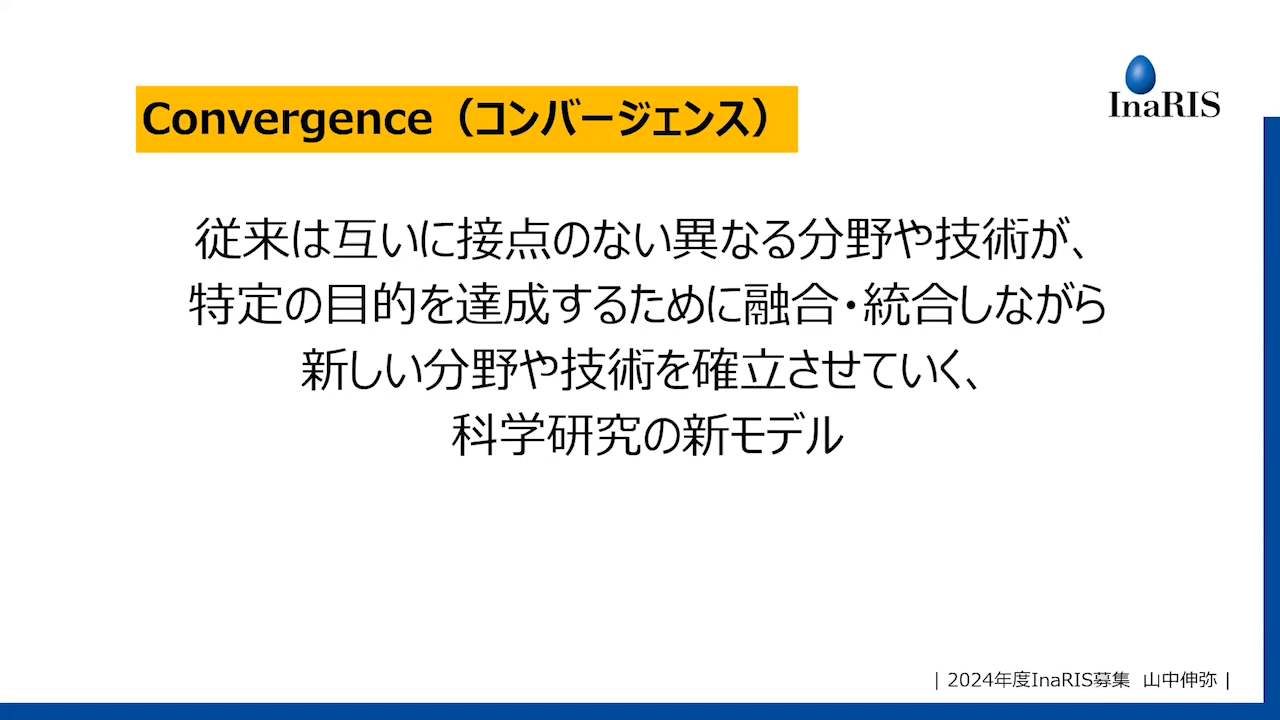 InaRIS
Convergence（コンバージェンス）
従来は互いに接点のない異なる分野や技術が、
特定の目的を達成するために融合・統合しながら
新しい分野や技術を確立させていく、
科学研究の新モデル
| 2024年度InaRIS募集 山中伸弥 |